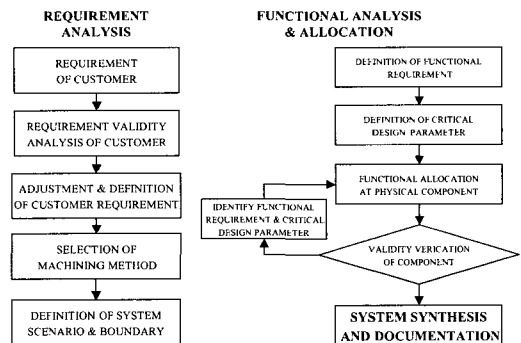 REQUIREMENT
ANALYSIS
REQUIREMENT
OF CUSTOMER
REQUIREMENT VALIDITY
ANALYSIS OF CUSTOMER
ADJUSTMENT & DEFINITION
OF CUSTOMER REQUIREMENT
SELECTION OF
MACHINING METHOD
DEFINITION OF SYSTEM
SCENARIO & BOUNDARY
FUNCTIONAL ANALYSIS
& ALLOCATION
DEFINITION OF FUNCTIONAL
REQUIREMENT
DEFINITION OF CRITICAL
DESIGN PARAMETER
FUNCTIONAL ALLOCATION
AT PHYSICAL COMPONENT
IDENTIFY FUNCTIONAL
REQUIREMENT & CRITICAL
DESIGN PARAMETER
VALIDITY VERICATION
OF COMPONENT
SYSTEM SYNTHESIS
AND DOCUMENTATION